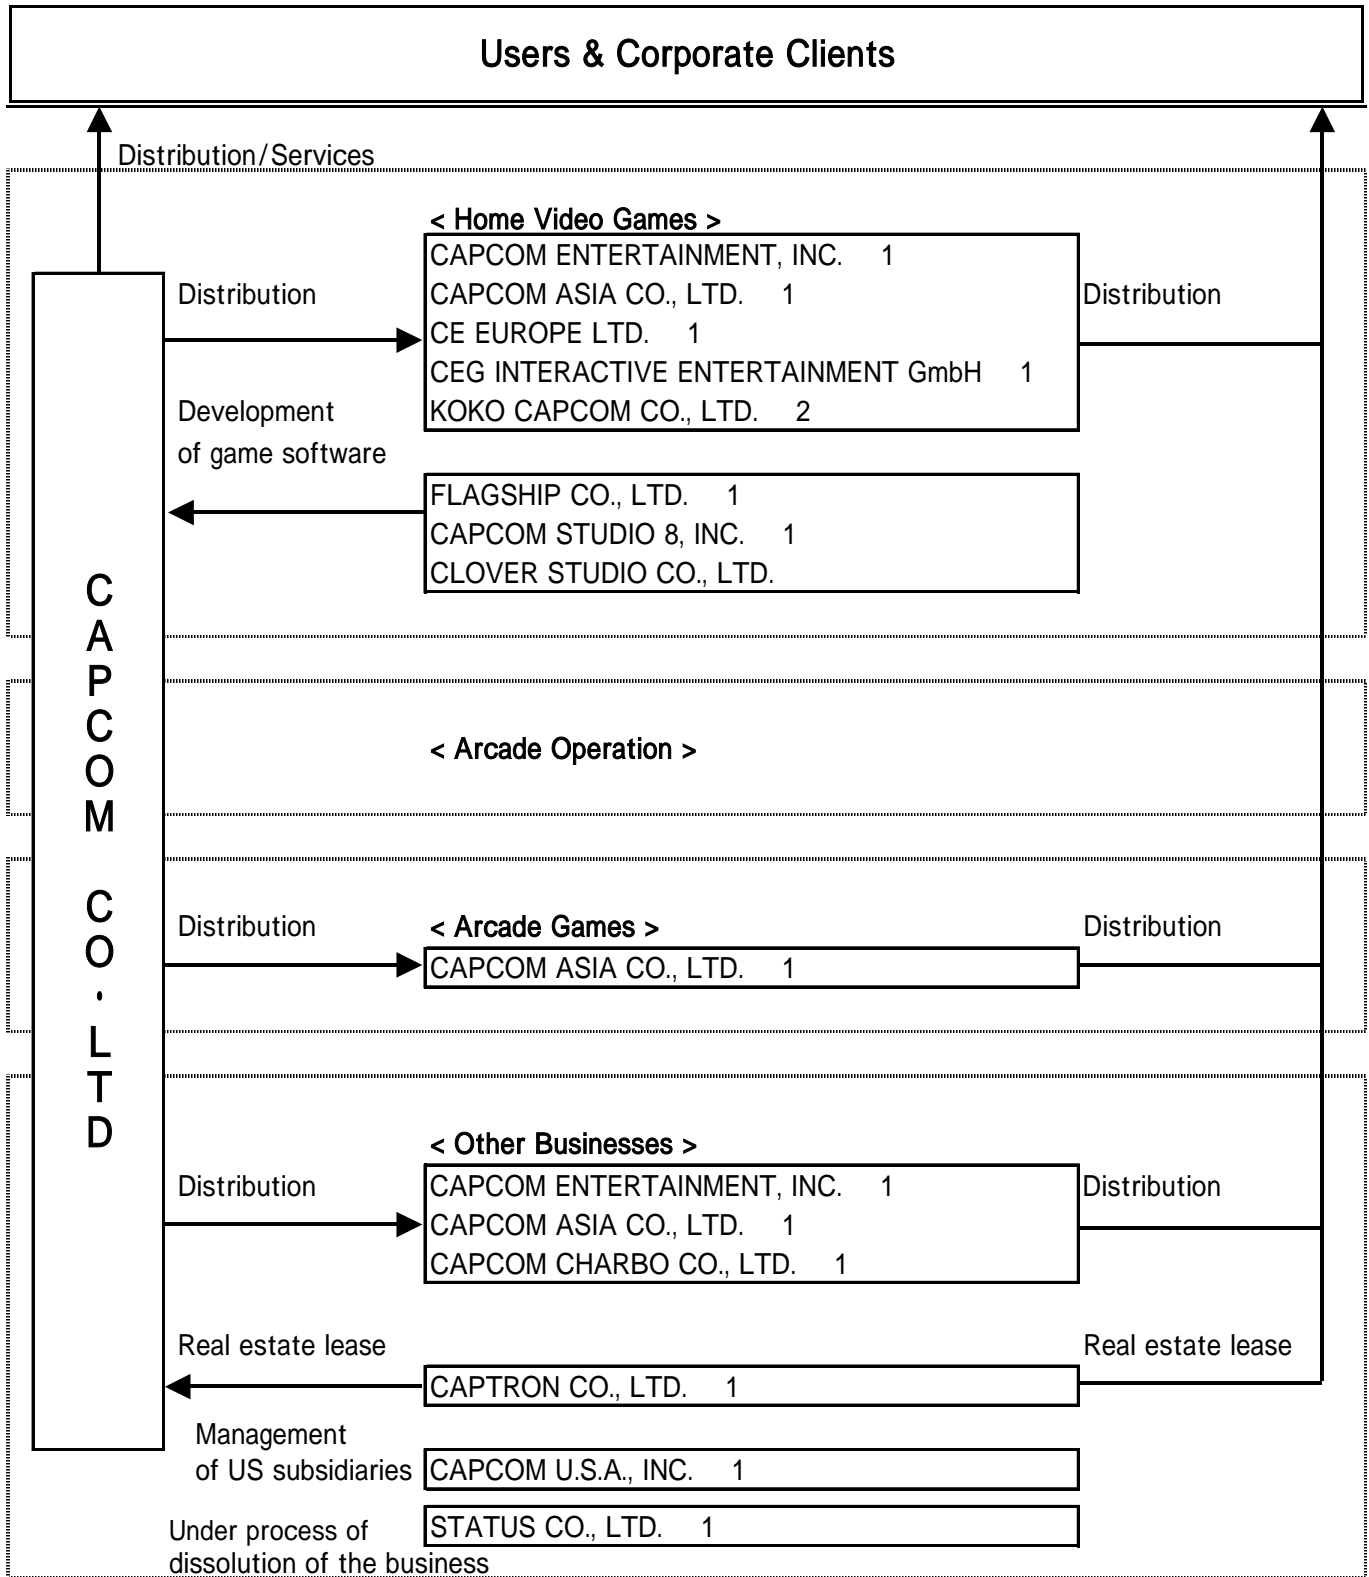 Users & Corporate Clients
Distribution/Services
< Home Video Games >
CAPCOM ENTERTAINMENT, INC. 1
Distribution
CAPCOM ASIA CO., LTD. 1
Distribution
CE EUROPE LTD. 1
CEG INTERACTIVE ENTERTAINMENT GmbH 1
Development
of game software
KOKO CAPCOM CO., LTD. 2
FLAGSHIP CO., LTD. 1
CAPCOM STUDIO 8, INC. 1
CLOVER STUDIO CO., LTD.
CAPCOM CO・LTD
< Arcade Operation >
Distribution
< Arcade Games >
Distribution
CAPCOM ASIA CO., LTD. 1
< Other Businesses >
Distribution
CAPCOM ENTERTAINMENT, INC. 1
Distribution
CAPCOM ASIA CO., LTD. 1
CAPCOM CHARBO CO., LTD. 1
Real estate lease
Real estate lease
CAPTRON CO., LTD. 1
Management
of US subsidiaries
CAPCOM U.S.A., INC. 1
Under process of
dissolution of the business
STATUS CO., LTD. 1